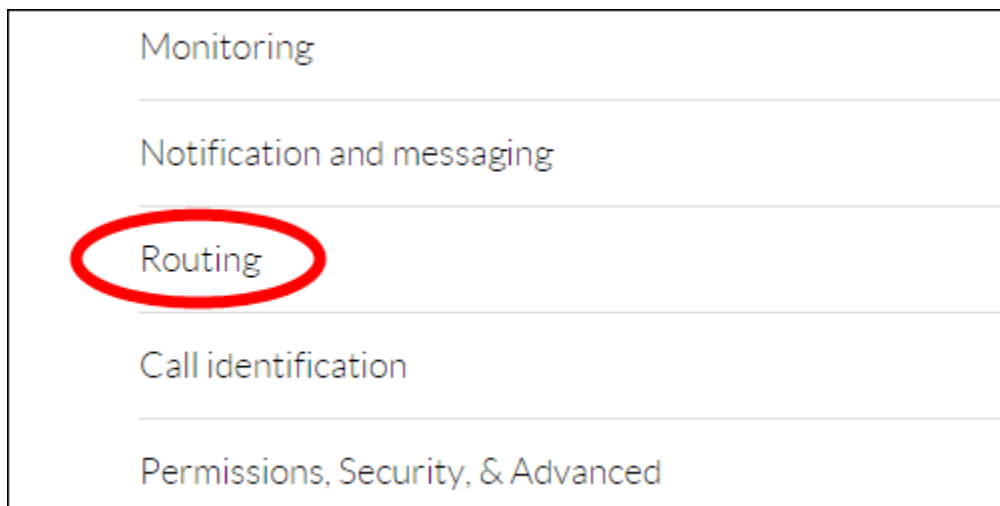 Monitoring
Notification and messaging
Routing
Call identification
Permissions, Security, & Advanced